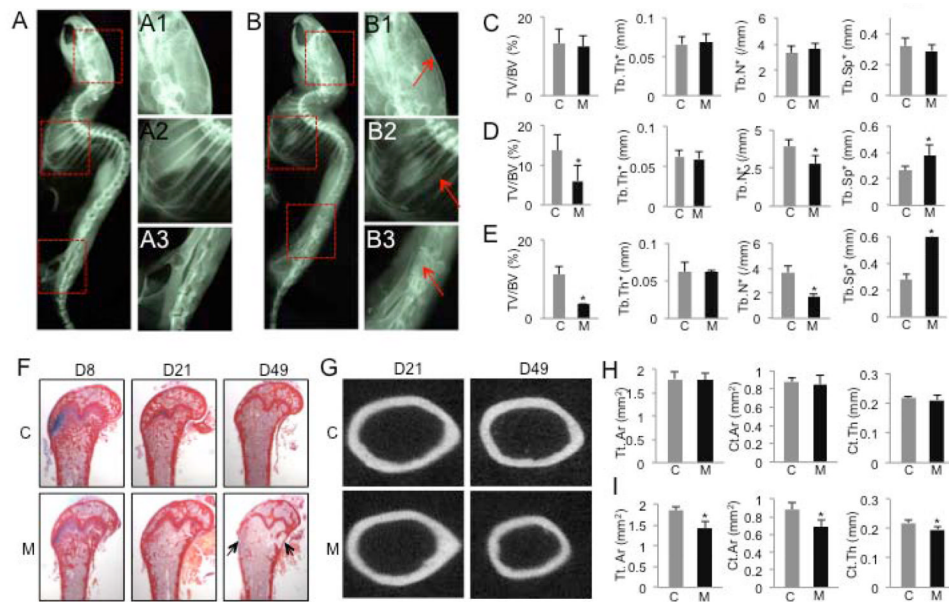 A
A1
A2
A3
B
B1
B2
B3
C
TV/BV (%)
20
10
0
C M
Tb.Th* (mm)
0.1
0.05
0
C M
Tb.N* (/mm)
6
4
2
0
C M
Tb.Sp* (mm)
0.4
0.2
0
C M
D
TV/BV (%)
20
10
0
*
C M
Tb.Th* (mm)
0.1
0.05
0
C M
Tb.N* (/mm)
5
0
*
C M
Tb.Sp* (mm)
0.6
0.4
0.2
0
*
C M
E
TV/BV (%)
20
10
0
*
C M
Tb.Th* (mm)
0.1
0.05
0
C M
Tb.N* (/mm)
6
4
2
0
*
C M
Tb.Sp* (mm)
0.6
0.4
0.2
0
*
C M
F
D8 D21 D49
C
M
G
D21 D49
C
M
H
Tt.Ar (mm²)
2
1.5
1
0.5
0
C M
Ct.Ar (mm²)
1
0.8
0.6
0.4
0.2
0
C M
Ct.Th (mm)
0.3
0.2
0.1
0
C M
I
Tt. Ar (mm²)
2
1.5
1
0.5
0
*
C M
Ct.Ar (mm²)
1
0.8
0.6
0.4
0.2
0
*
C M
Ct.Th (mm)
0.3
0.2
0.1
0
*
C M